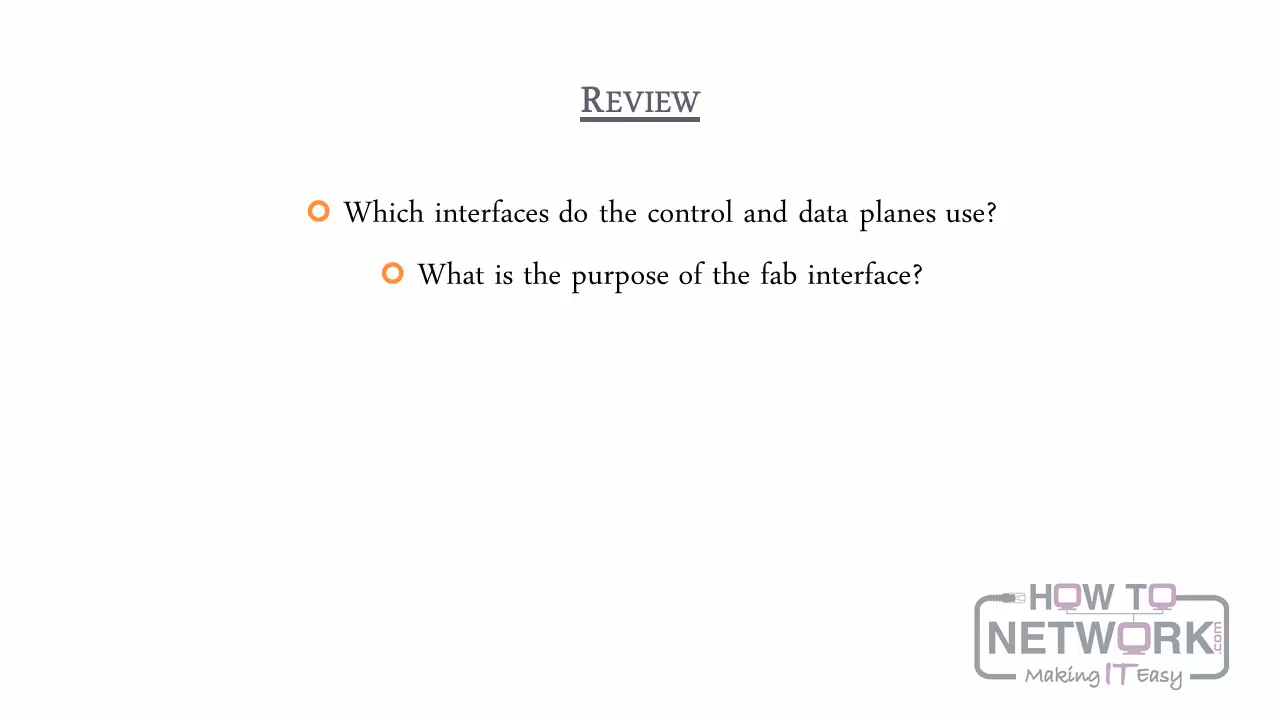 REVIEW
Which interfaces do the control and data planes use?
What is the purpose of the fab interface?
HOW TO
NETWORK.com
Making IT Easy